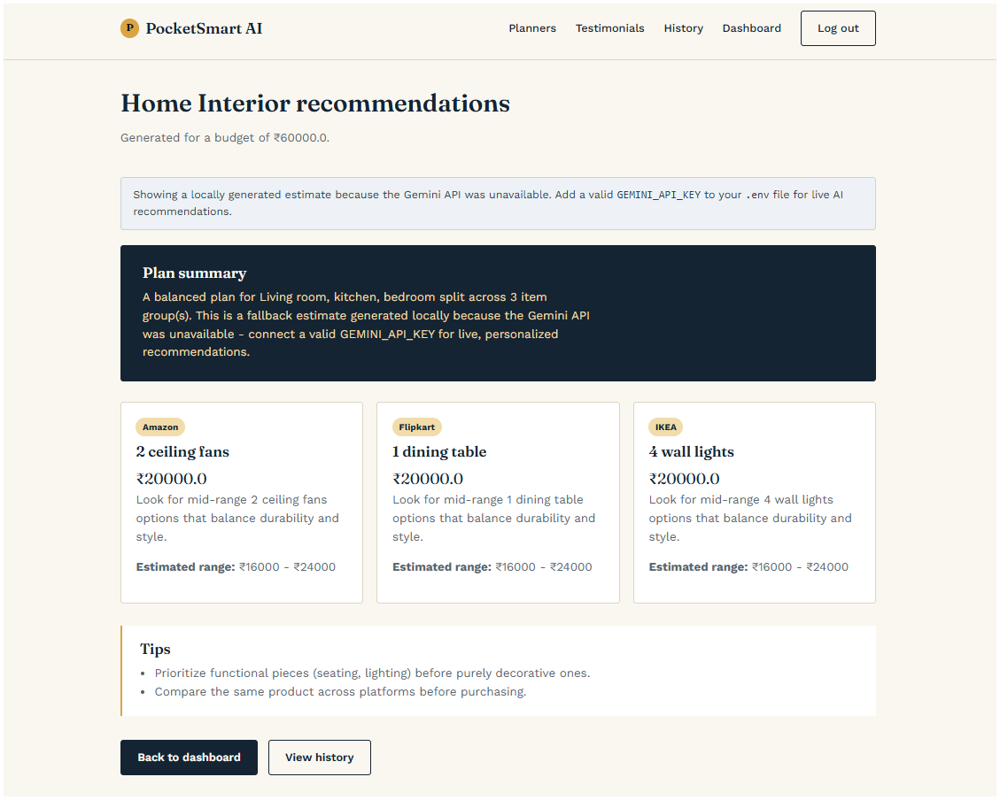 P PocketSmart AI
Planners Testimonials History Dashboard Log out
Home Interior recommendations
Generated for a budget of ₹60000.0.
Showing a locally generated estimate because the Gemini API was unavailable. Add a valid GEMINI_API_KEY to your .env file for live AI
recommendations.
Plan summary
A balanced plan for Living room, kitchen, bedroom split across 3 item
group(s). This is a fallback estimate generated locally because the Gemini API
was unavailable - connect a valid GEMINI_API_KEY for live, personalized
recommendations.
Amazon
2 ceiling fans
₹20000.0
Look for mid-range 2 ceiling fans
options that balance durability and
style.
Estimated range: ₹16000 - ₹24000
Flipkart
1 dining table
₹20000.0
Look for mid-range 1 dining table
options that balance durability and
style.
Estimated range: ₹16000 - ₹24000
IKEA
4 wall lights
₹20000.0
Look for mid-range 4 wall lights
options that balance durability and
style.
Estimated range: ₹16000 - ₹24000
Tips
• Prioritize functional pieces (seating, lighting) before purely decorative ones.
• Compare the same product across platforms before purchasing.
Back to dashboard View history